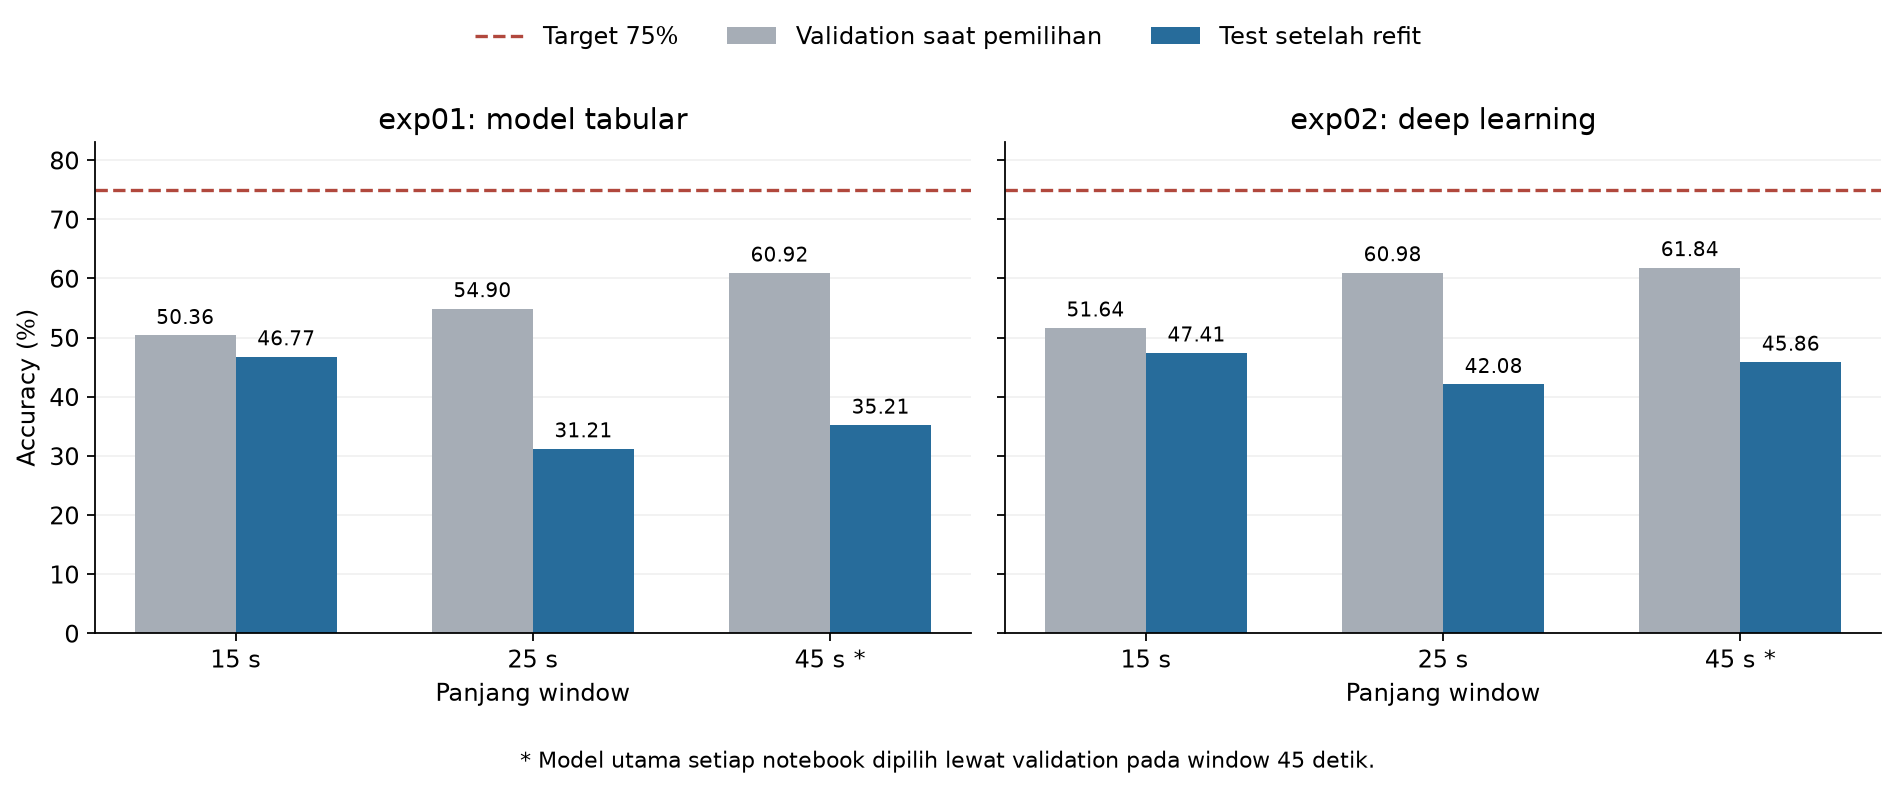 Target 75%
Validation saat pemilihan
Test setelah refit
exp01: model tabular
exp02: deep learning
Accuracy (%)
80
70
60
50
40
30
20
10
0
50.36
46.77
54.90
31.21
60.92
35.21
51.64
47.41
60.98
42.08
61.84
45.86
15 s
25 s
45 s *
15 s
25 s
45 s *
Panjang window
Panjang window
* Model utama setiap notebook dipilih lewat validation pada window 45 detik.